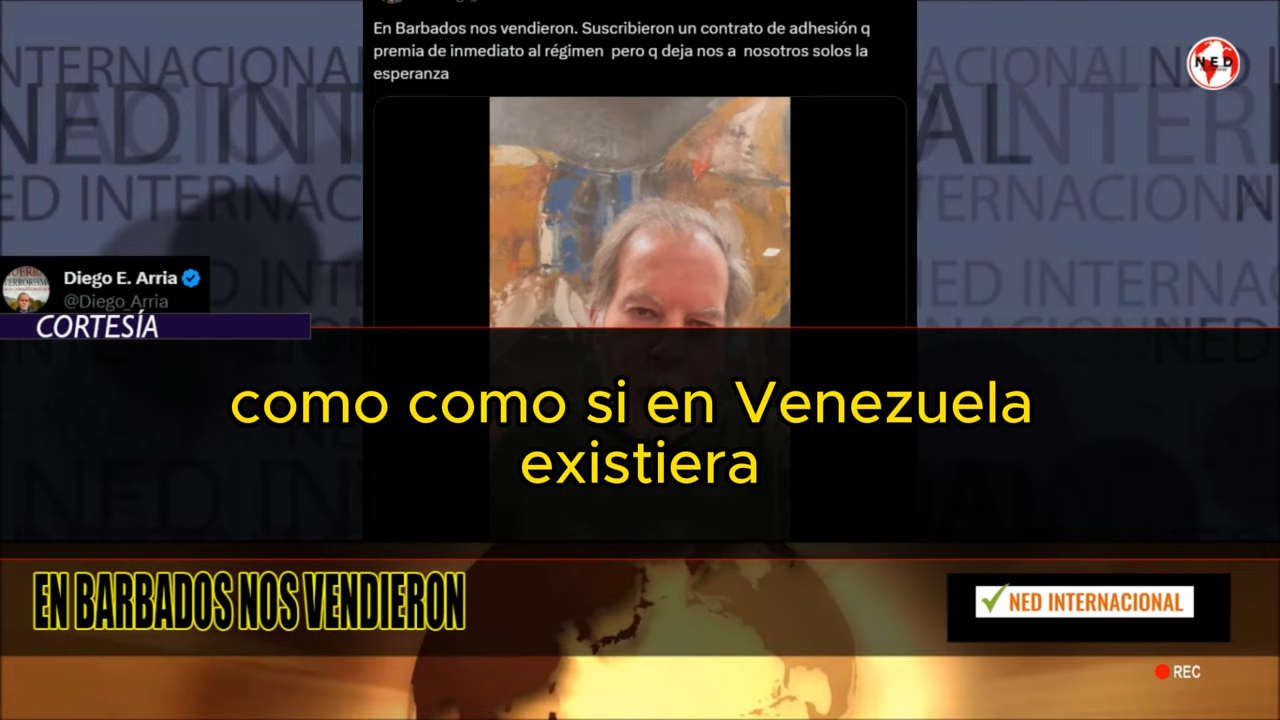 En Barbados nos vendieron. Suscribieron un contrato de adhesión q
premia de inmediato al régimen pero q deja nos a nosotros solos la
esperanza
NED
Diego E. Arria
@Diego_Arria
CORTESÍA
como como si en Venezuela
existiera
EN BARBADOS NOS VENDIERON
NED INTERNACIONAL
REC